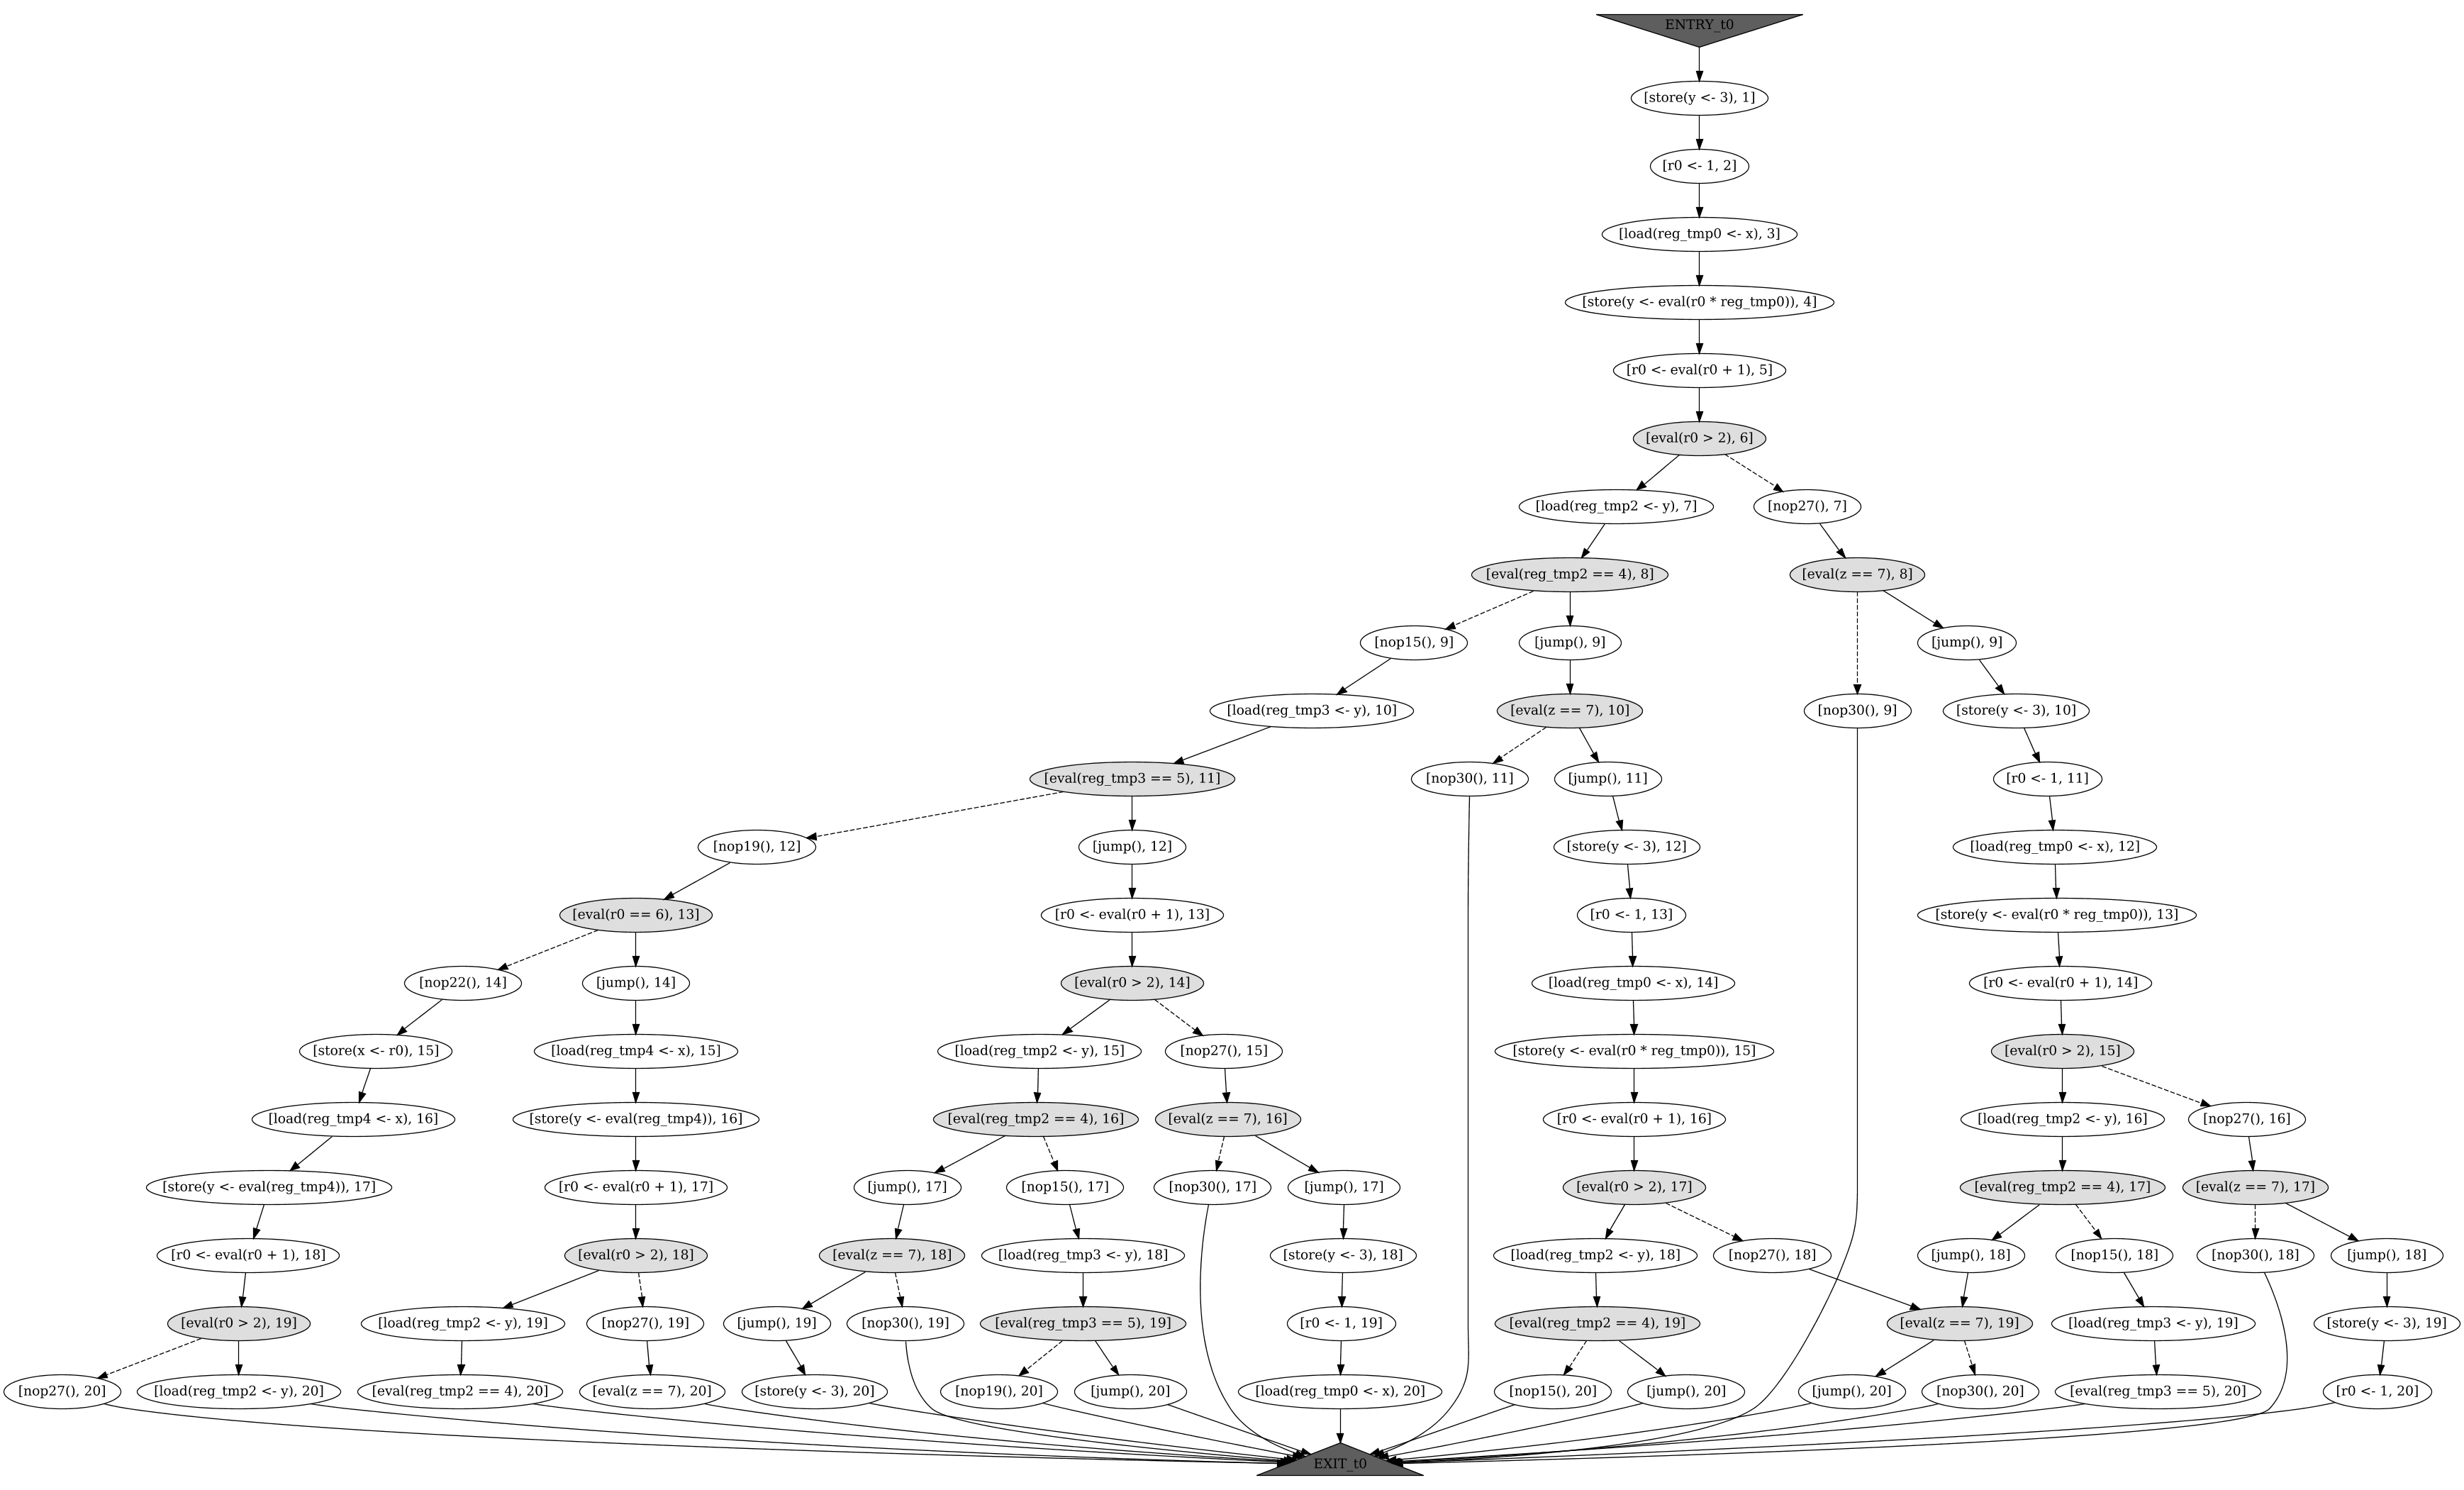 ENTRY_t0
[store(y <- 3), 1]
[r0 <- 1, 2]
[load(reg_tmp0 <- x), 3]
[store(y <- eval(r0 * reg_tmp0)), 4]
[r0 <- eval(r0 + 1), 5]
[eval(r0 > 2), 6]
[load(reg_tmp2 <- y), 7]
[nop27(), 7]
[eval(reg_tmp2 == 4), 8]
[eval(z == 7), 8]
[nop15(), 9]
[jump(), 9]
[jump(), 9]
[load(reg_tmp3 <- y), 10]
[eval(z == 7), 10]
[nop30(), 9]
[store(y <- 3), 10]
[eval(reg_tmp3 == 5), 11]
[nop30(), 11]
[jump(), 11]
[r0 <- 1, 11]
[nop19(), 12]
[jump(), 12]
[store(y <- 3), 12]
[load(reg_tmp0 <- x), 12]
[eval(r0 == 6), 13]
[r0 <- eval(r0 + 1), 13]
[r0 <- 1, 13]
[store(y <- eval(r0 * reg_tmp0)), 13]
[nop22(), 14]
[jump(), 14]
[eval(r0 > 2), 14]
[load(reg_tmp0 <- x), 14]
[r0 <- eval(r0 + 1), 14]
[store(x <- r0), 15]
[load(reg_tmp4 <- x), 15]
[load(reg_tmp2 <- y), 15]
[nop27(), 15]
[store(y <- eval(r0 * reg_tmp0)), 15]
[eval(r0 > 2), 15]
[load(reg_tmp4 <- x), 16]
[store(y <- eval(reg_tmp4)), 16]
[eval(reg_tmp2 == 4), 16]
[eval(z == 7), 16]
[r0 <- eval(r0 + 1), 16]
[load(reg_tmp2 <- y), 16]
[nop27(), 16]
[store(y <- eval(reg_tmp4)), 17]
[r0 <- eval(r0 + 1), 17]
[jump(), 17]
[nop15(), 17]
[nop30(), 17]
[jump(), 17]
[eval(r0 > 2), 17]
[eval(reg_tmp2 == 4), 17]
[eval(z == 7), 17]
[r0 <- eval(r0 + 1), 18]
[eval(r0 > 2), 18]
[eval(z == 7), 18]
[load(reg_tmp3 <- y), 18]
[store(y <- 3), 18]
[load(reg_tmp2 <- y), 18]
[nop27(), 18]
[jump(), 18]
[nop15(), 18]
[nop30(), 18]
[jump(), 18]
[eval(r0 > 2), 19]
[load(reg_tmp2 <- y), 19]
[nop27(), 19]
[jump(), 19]
[nop30(), 19]
[eval(reg_tmp3 == 5), 19]
[r0 <- 1, 19]
[eval(reg_tmp2 == 4), 19]
[eval(z == 7), 19]
[load(reg_tmp3 <- y), 19]
[store(y <- 3), 19]
[nop27(), 20]
[load(reg_tmp2 <- y), 20]
[eval(reg_tmp2 == 4), 20]
[eval(z == 7), 20]
[store(y <- 3), 20]
[nop19(), 20]
[jump(), 20]
[load(reg_tmp0 <- x), 20]
[nop15(), 20]
[jump(), 20]
[jump(), 20]
[nop30(), 20]
[eval(reg_tmp3 == 5), 20]
[r0 <- 1, 20]
EXIT_t0